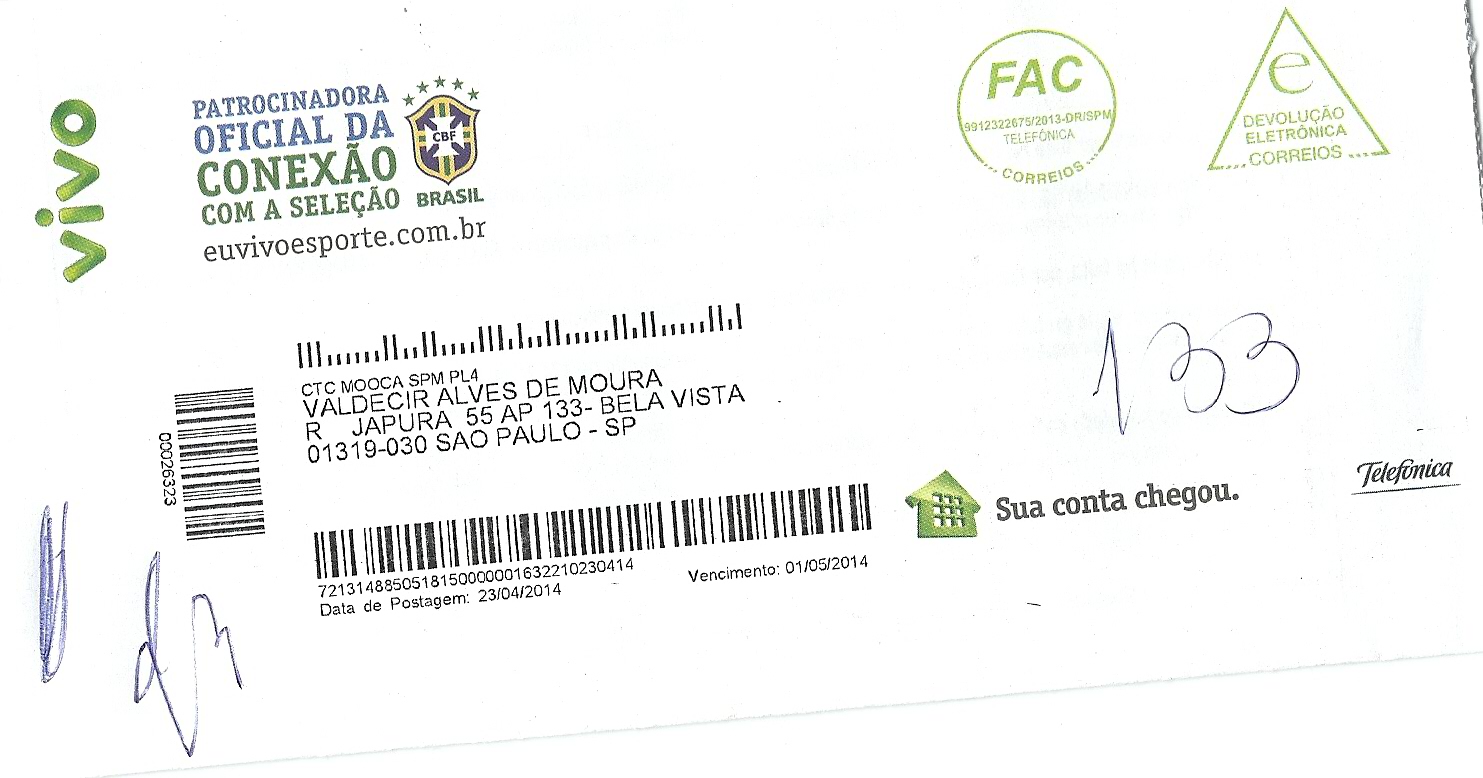 vivo
PATROCINADORA
OFICIAL DA
CONEXÃO
COM A SELEÇÃO
CBF
BRASIL
euvivoesporte.com.br
FAC
9912322675/2013-DR/SPM
TELEFÔNICA
CORREIOS
e
DEVOLUÇÃO
ELETRÔNICA
CORREIOS
CTC MOOCA SPM PL4
VALDECIR ALVES DE MOURA
R JAPURA 55 AP 133- BELA VISTA
01319-030 SAO PAULO - SP
00026323
133
Sua conta chegou.
Telefónica
7213148850518150000001632210230414
Data de Postagem: 23/04/2014
Vencimento: 01/05/2014